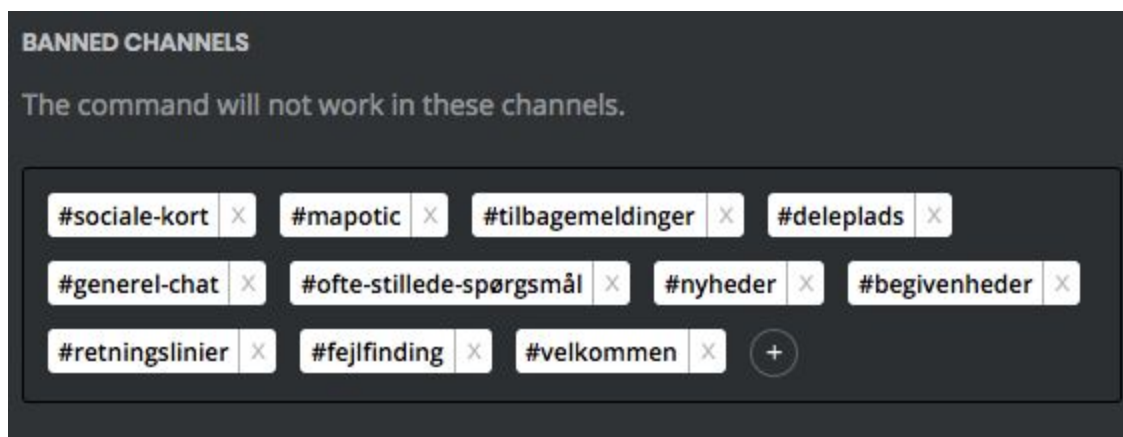 BANNED CHANNELS
The command will not work in these channels.
#sociale-kort X #mapotic X #tilbagemeldinger X #deleplads X
#generel-chat X #ofte-stillede-spørgsmål X #nyheder X #begivenheder X
#retningslinier X #fejlfinding X #velkommen X +